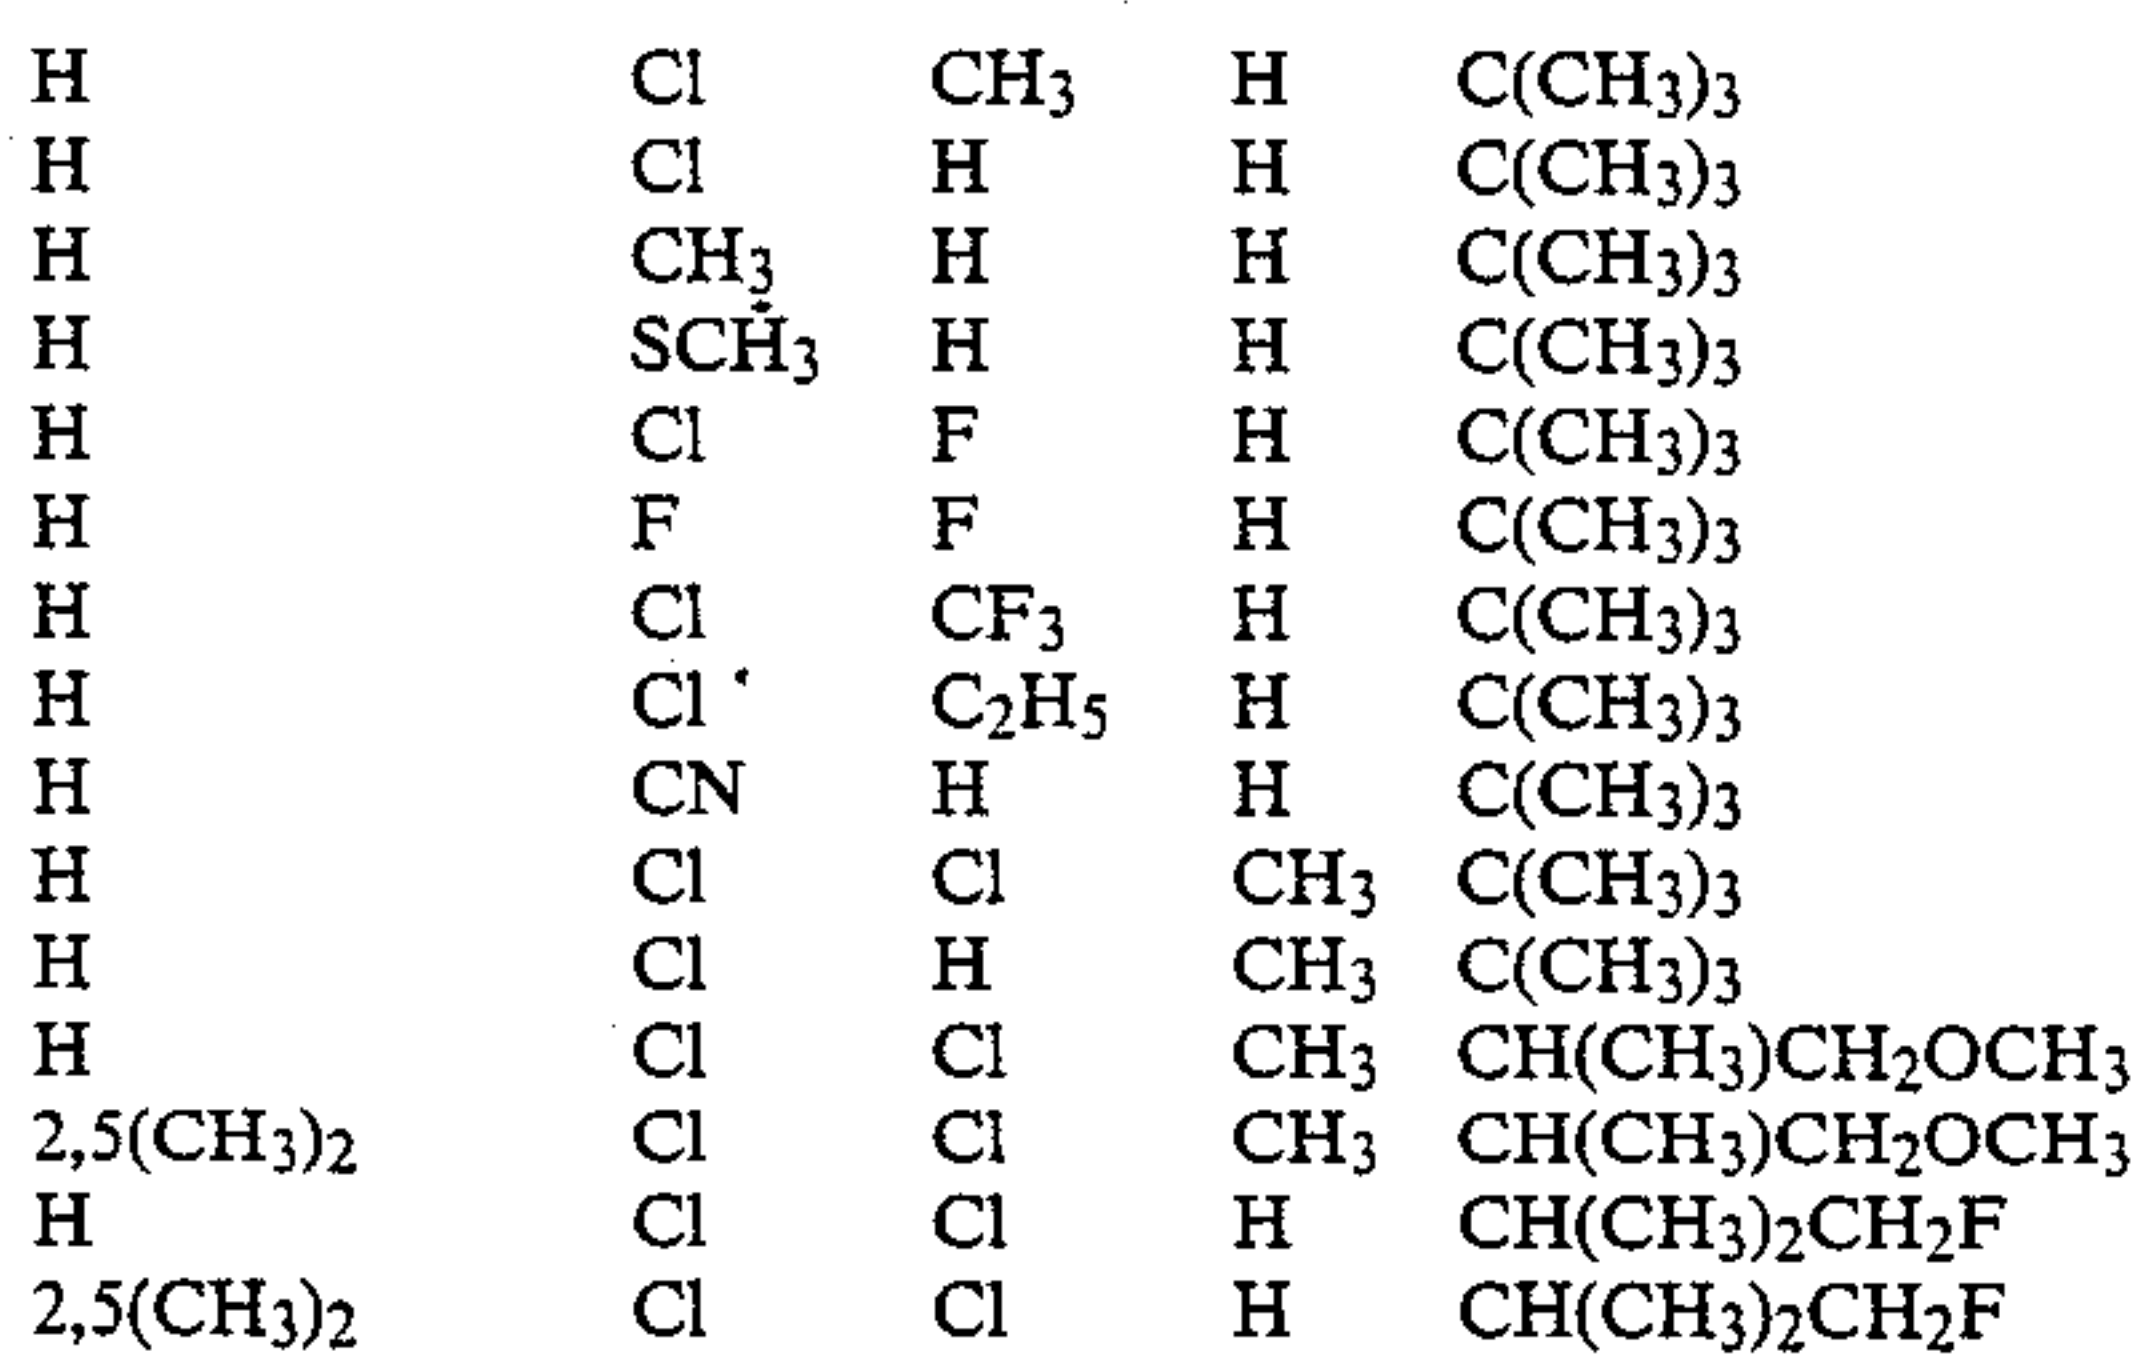 H Cl CH₃ H C(CH₃)₃
H Cl H H C(CH₃)₃
H CH₃ H H C(CH₃)₃
H SCH₃ H H C(CH₃)₃
H Cl F H C(CH₃)₃
H F F H C(CH₃)₃
H Cl CF₃ H C(CH₃)₃
H Cl C₂H₅ H C(CH₃)₃
H CN H H C(CH₃)₃
H Cl Cl CH₃ C(CH₃)₃
H Cl H CH₃ C(CH₃)₃
H Cl Cl CH₃ CH(CH₃)CH₂OCH₃
2,5(CH₃)₂ Cl Cl CH₃ CH(CH₃)CH₂OCH₃
H Cl Cl H CH(CH₃)₂CH₂F
2,5(CH₃)₂ Cl Cl H CH(CH₃)₂CH₂F